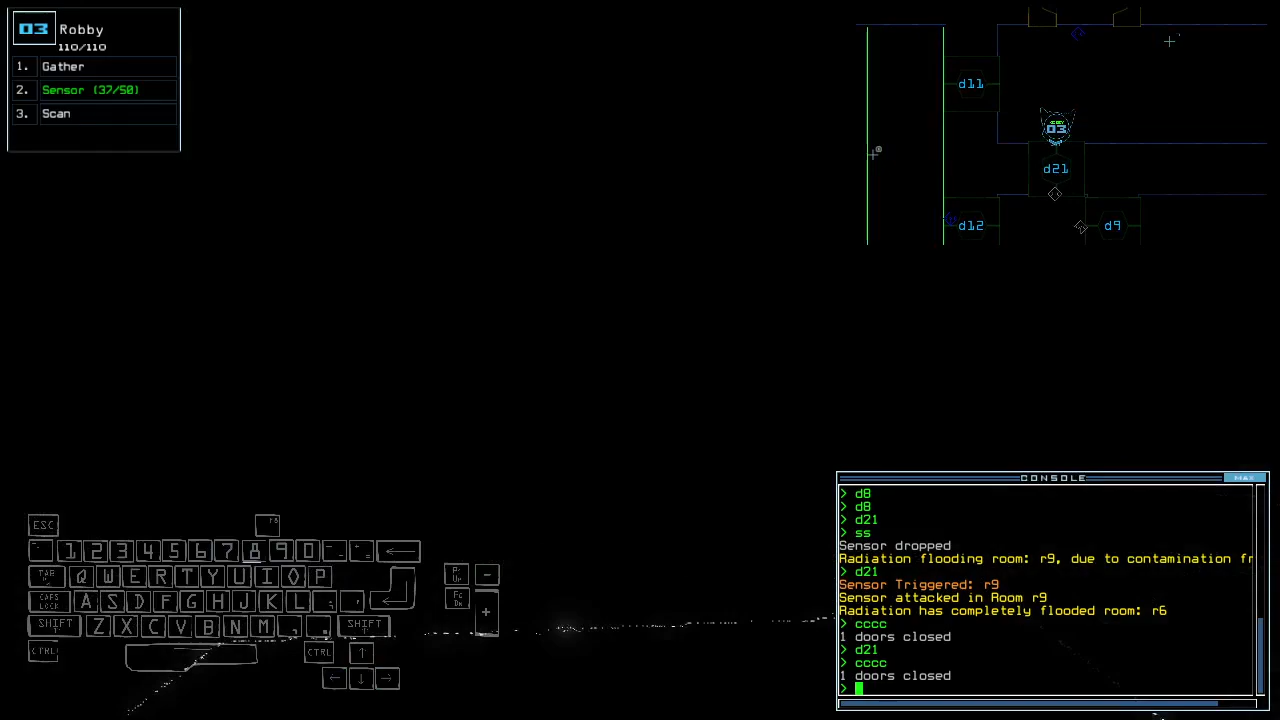 03 Robby
110/110
1. Gather
2. Sensor (37/50)
3. Scan
d11
03
d21
d12
d9
CONSOLE
MAX
> d8
> d8
> d21
> ss
Sensor dropped
Radiation flooding room: r9, due to contamination fr
> d21
Sensor Triggered: r9
Sensor attacked in Room r9
Radiation has completely flooded room: r6
> cccc
1 doors closed
> d21
> cccc
1 doors closed
>
ESC
1 2 3 4 5 6 7 8 9 0
TAB Q W E R T Y U I O P
CAPS LOCK A S D F G H J K L ; '
SHIFT Z X C V B N M , . SHIFT
CTRL CTRL